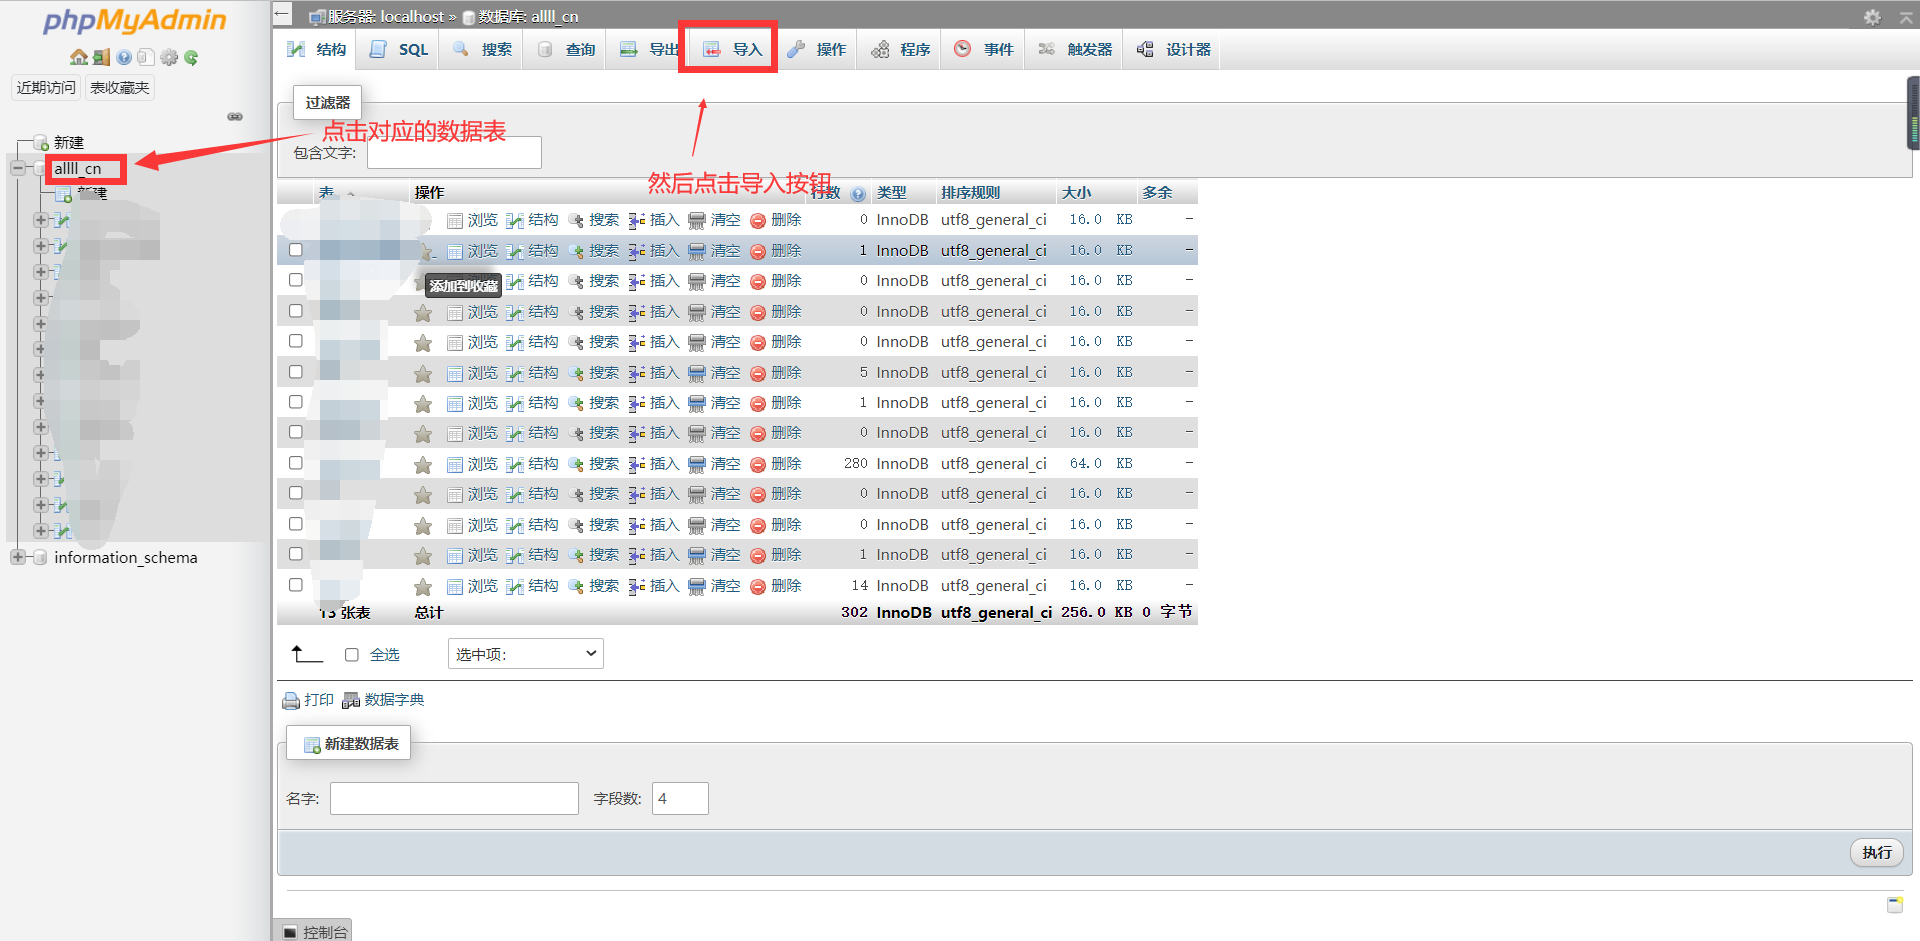 phpMyAdmin
近期访问 表收藏夹
新建
allll_cn
新建
information_schema
服务器: localhost » 数据库: allll_cn
结构 SQL 搜索 查询 导出 导入 操作 程序 事件 触发器 设计器
过滤器
点击对应的数据表
包含文字:
然后点击导入按钮
表 操作 行数 类型 排序规则 大小 多余
浏览 结构 搜索 插入 清空 删除 0 InnoDB utf8_general_ci 16.0 KB -
浏览 结构 搜索 插入 清空 删除 1 InnoDB utf8_general_ci 16.0 KB -
浏览 结构 搜索 插入 清空 删除 0 InnoDB utf8_general_ci 16.0 KB -
添加到收藏
浏览 结构 搜索 插入 清空 删除 0 InnoDB utf8_general_ci 16.0 KB -
浏览 结构 搜索 插入 清空 删除 0 InnoDB utf8_general_ci 16.0 KB -
浏览 结构 搜索 插入 清空 删除 5 InnoDB utf8_general_ci 16.0 KB -
浏览 结构 搜索 插入 清空 删除 1 InnoDB utf8_general_ci 16.0 KB -
浏览 结构 搜索 插入 清空 删除 0 InnoDB utf8_general_ci 16.0 KB -
浏览 结构 搜索 插入 清空 删除 280 InnoDB utf8_general_ci 64.0 KB -
浏览 结构 搜索 插入 清空 删除 0 InnoDB utf8_general_ci 16.0 KB -
浏览 结构 搜索 插入 清空 删除 0 InnoDB utf8_general_ci 16.0 KB -
浏览 结构 搜索 插入 清空 删除 1 InnoDB utf8_general_ci 16.0 KB -
浏览 结构 搜索 插入 清空 删除 14 InnoDB utf8_general_ci 16.0 KB -
13 张表 总计 302 InnoDB utf8_general_ci 256.0 KB 0 字节
全选 选中项:
打印 数据字典
新建数据表
名字: 字段数: 4
执行
控制台